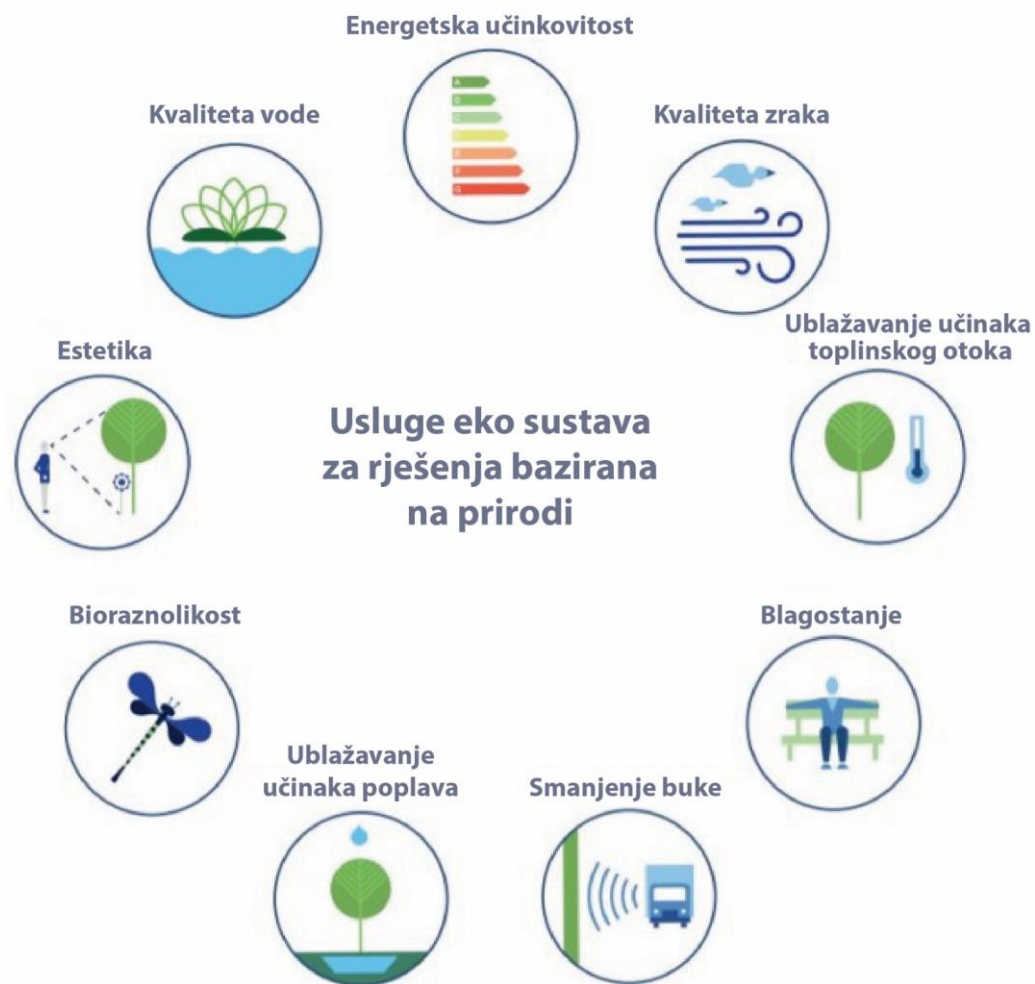 Energetska učinkovitost
A
G
Kvaliteta vode
Kvaliteta zraka
Ublažavanje učinaka
toplinskog otoka
Estetika
Usluge eko sustava
za rješenja bazirana
na prirodi
Bioraznolikost
Blagostanje
Ublažavanje
učinaka poplava
Smanjenje buke